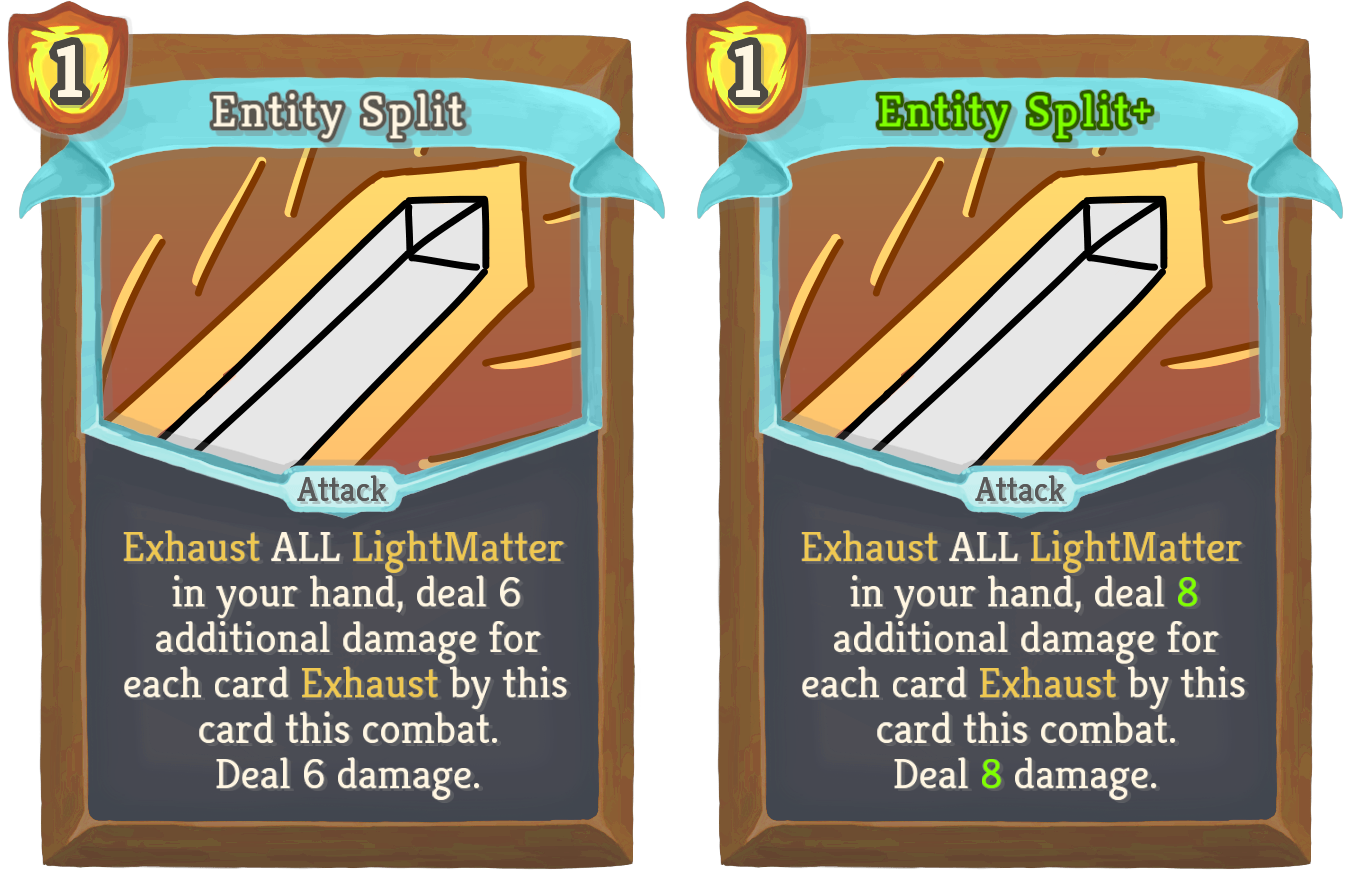 1
Entity Split
Attack
Exhaust ALL LightMatter
in your hand, deal 6
additional damage for
each card Exhaust by this
card this combat.
Deal 6 damage.
1
Entity Split+
Attack
Exhaust ALL LightMatter
in your hand, deal 8
additional damage for
each card Exhaust by this
card this combat.
Deal 8 damage.